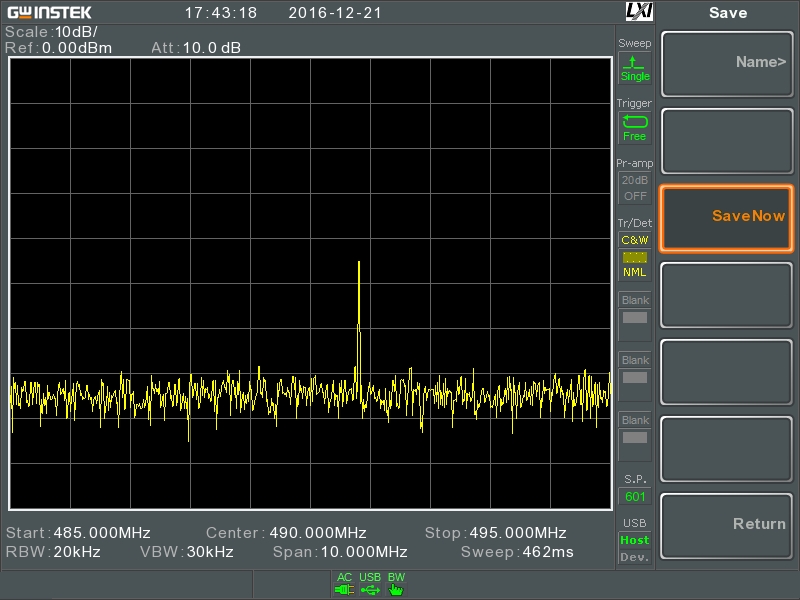 GWINSTEK 17:43:18 2016-12-21 LXI Save
Scale:10dB/
Ref:0.00dBm Att:10.0 dB
Sweep
Single
Name>
Trigger
Free
Pr-amp
20dB
OFF
Save Now
Tr/Det
C&W
NML
Blank
Blank
Blank
S.P.
601
Return
USB
Host
Dev.
Start:485.000MHz Center:490.000MHz Stop:495.000MHz
RBW:20kHz VBW:30kHz Span:10.000MHz Sweep:462ms
AC USB BW